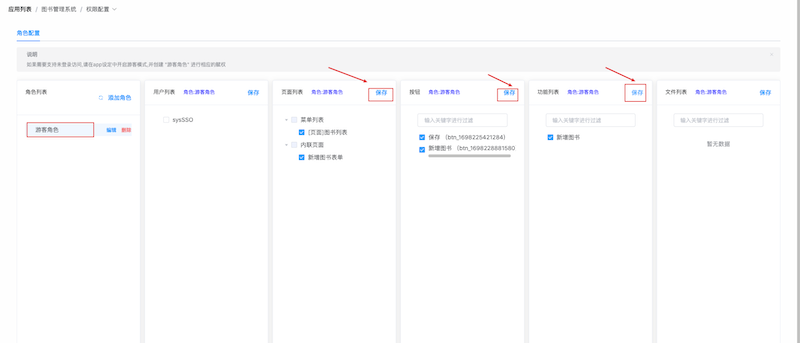 应用列表 / 图书管理系统 / 权限配置
角色配置
说明
如果需要支持未登录访问,请在app设定中开起游客模式,并创建 "游客角色" 进行相应的赋权
角色列表
添加角色
游客角色
编辑 删除
用户列表 角色:游客角色 保存
sysSSO
页面列表 角色:游客角色 保存
菜单列表
[页面]图书列表
内联页面
新增图书表单
按钮 角色:游客角色 保存
输入关键字进行过滤
保存 (btn_1698225421284)
新增图书 (btn_1698228881560
功能列表 角色:游客角色 保存
输入关键字进行过滤
新增图书
文件列表 角色:游客角色
输入关键字进行过滤
暂无数据